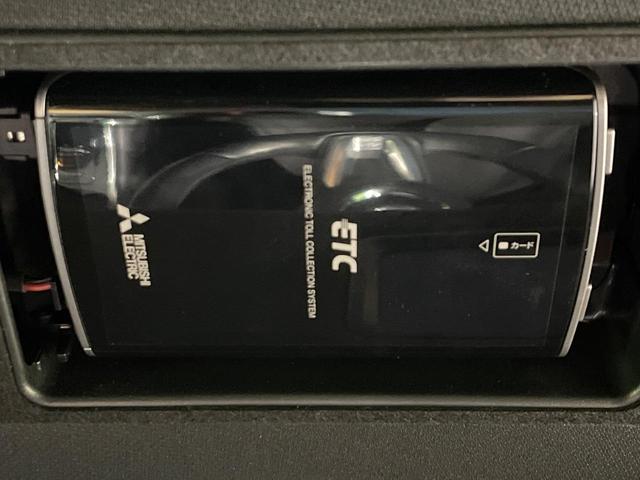 ETC
ELECTRONIC TOLL COLLECTION SYSTEM
MITSUBISHI
ELECTRIC
カード